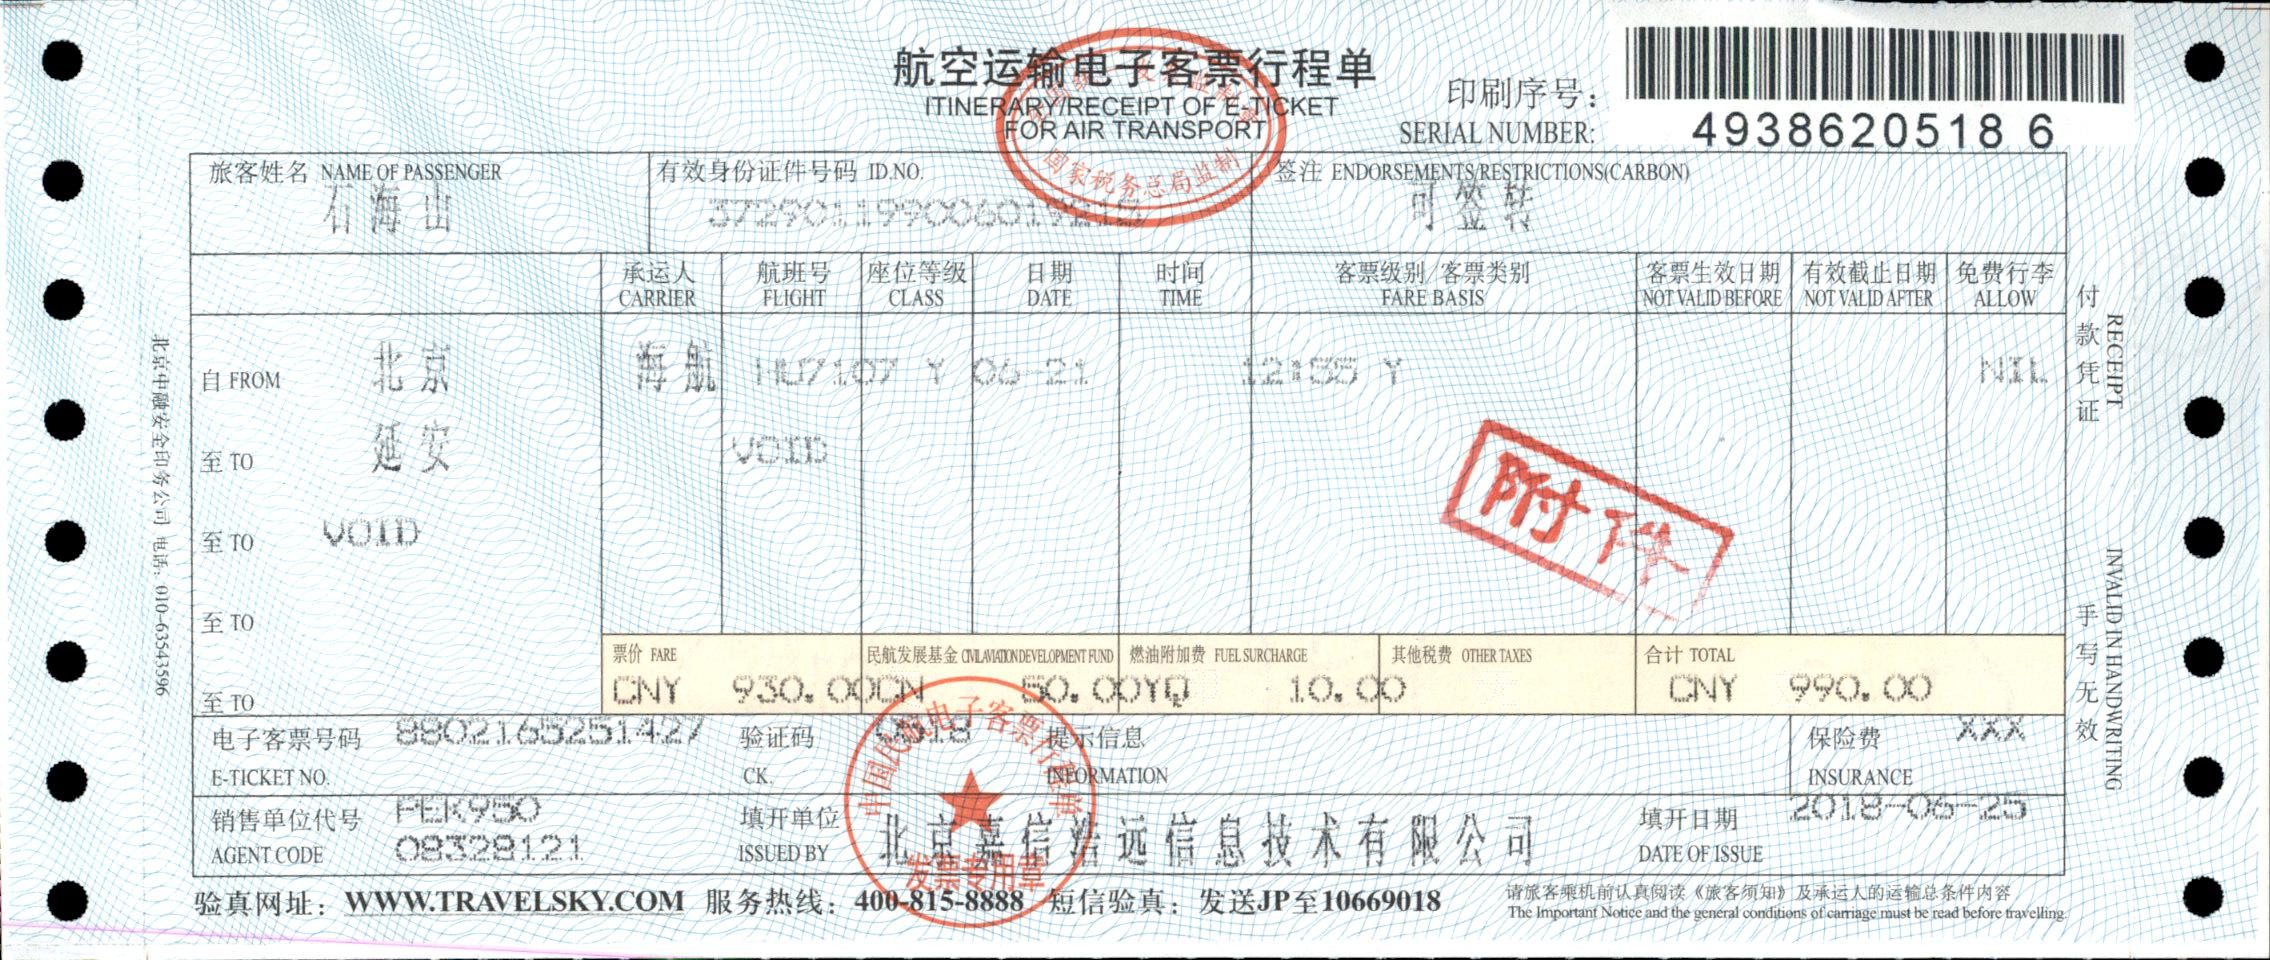 航空运输电子客票行程单
ITINERARY/RECEIPT OF E-TICKET
FOR AIR TRANSPORT
印刷序号:
SERIAL NUMBER:
4938620518 6
国家税务总局监制
旅客姓名 NAME OF PASSENGER
石海山
有效身份证件号码 ID.NO.
签注 ENDORSEMENTS/RESTRICTIONS(CARBON)
可签转
承运人 CARRIER
航班号 FLIGHT
座位等级 CLASS
日期 DATE
时间 TIME
客票级别/客票类别 FARE BASIS
客票生效日期 NOT VALID BEFORE
有效截止日期 NOT VALID AFTER
免费行李 ALLOW
自 FROM 北京 海航 HU7107 Y 06-21 12:55 Y NIL
至 TO 延安 VOID
至 TO VOID
至 TO
至 TO
附件
票价 FARE
CNY 930.00
民航发展基金 CIVIL AVIATION DEVELOPMENT FUND
CN 50.00
燃油附加费 FUEL SURCHARGE
YQ 10.00
其他税费 OTHER TAXES
合计 TOTAL
CNY 990.00
电子客票号码 8802165251427
E-TICKET NO.
验证码
CK.
提示信息
INFORMATION
保险费 XXX
INSURANCE
销售单位代号 PEK950
AGENT CODE 08328121
填开单位 北京嘉信浩远信息技术有限公司
ISSUED BY
填开日期 2018-06-25
DATE OF ISSUE
中国民航电子客票行程单
发票专用章
验真网址: WWW.TRAVELSKY.COM 服务热线: 400-815-8888 短信验真: 发送JP至10669018
请旅客乘机前认真阅读《旅客须知》及承运人的运输总条件内容
The Important Notice and the general conditions of carriage must be read before travelling.
北京中融安全印务公司 电话: 010-63543596
付款凭证 手写无效
RECEIPT INVALID IN HANDWRITING